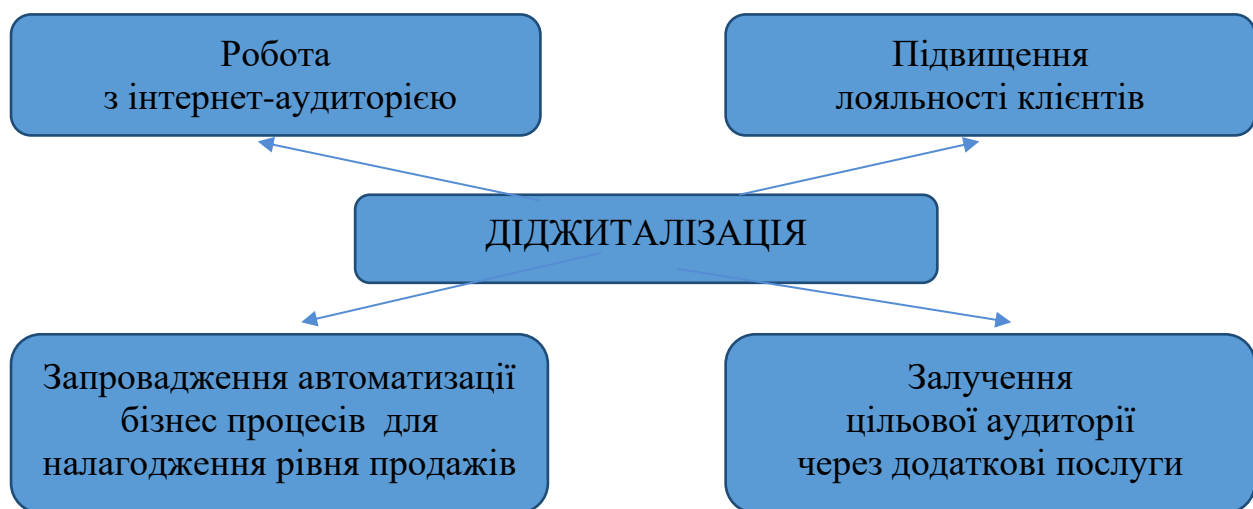 Робота
з інтернет-аудиторією
Підвищення
лояльності клієнтів
ДІДЖИТАЛІЗАЦІЯ
Запровадження автоматизації
бізнес процесів  для
налагодження рівня продажів
Залучення
цільової аудиторії
через додаткові послуги